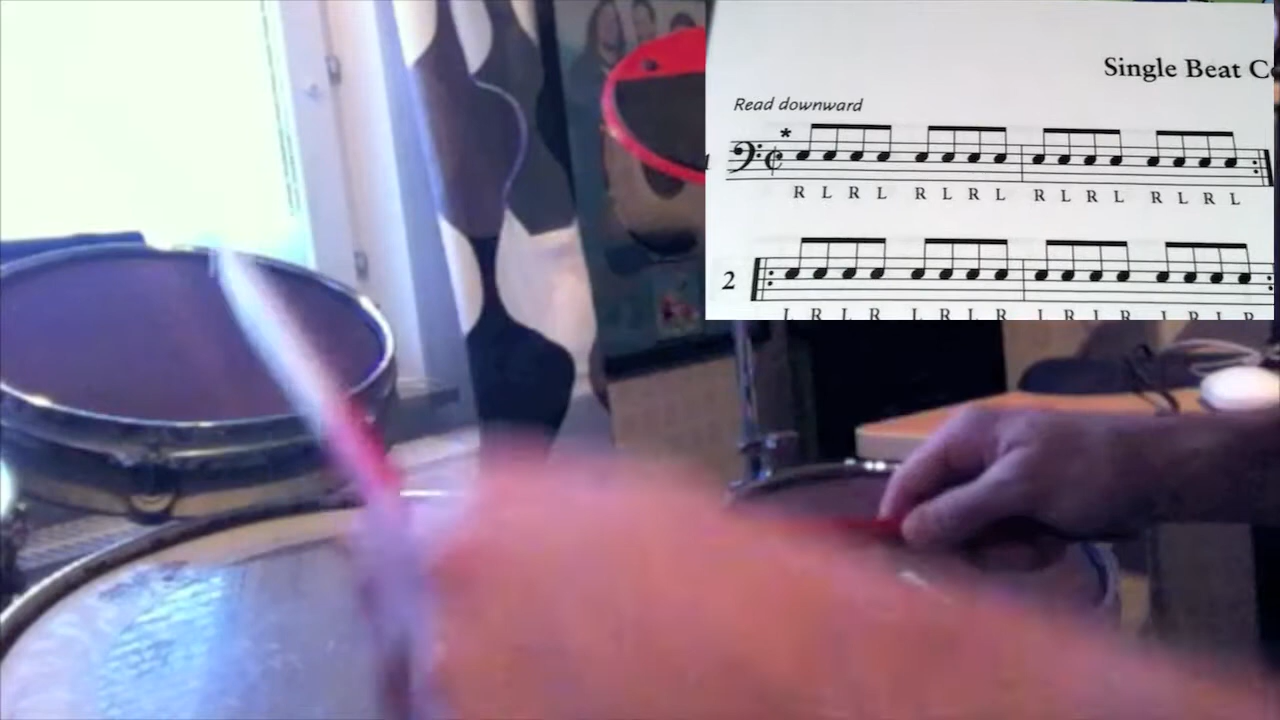 Single Beat C
Read downward
*
R L R L R L R L R L R L R L R L
2
L R L R L R L R L R L R L R L R